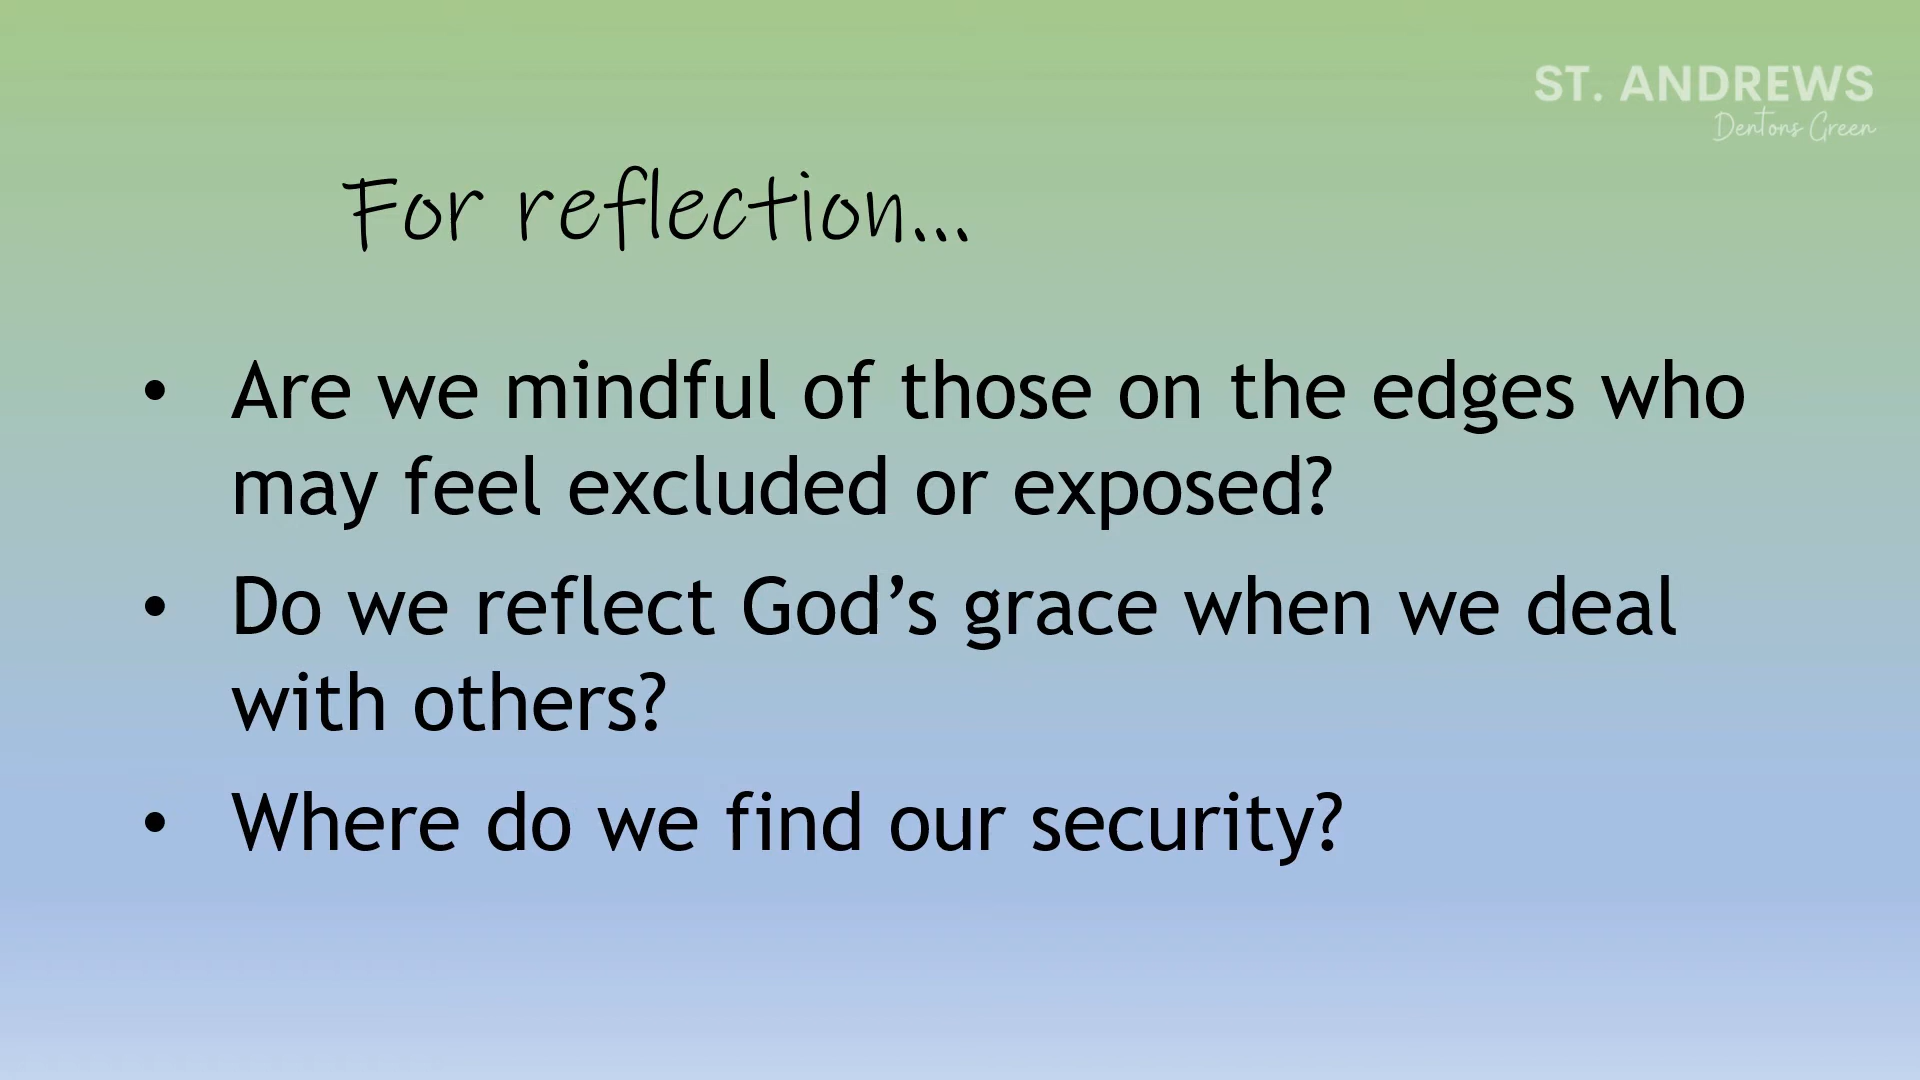 ST. ANDREWS
Dentons Green
For reflection...
• Are we mindful of those on the edges who
may feel excluded or exposed?
• Do we reflect God’s grace when we deal
with others?
• Where do we find our security?